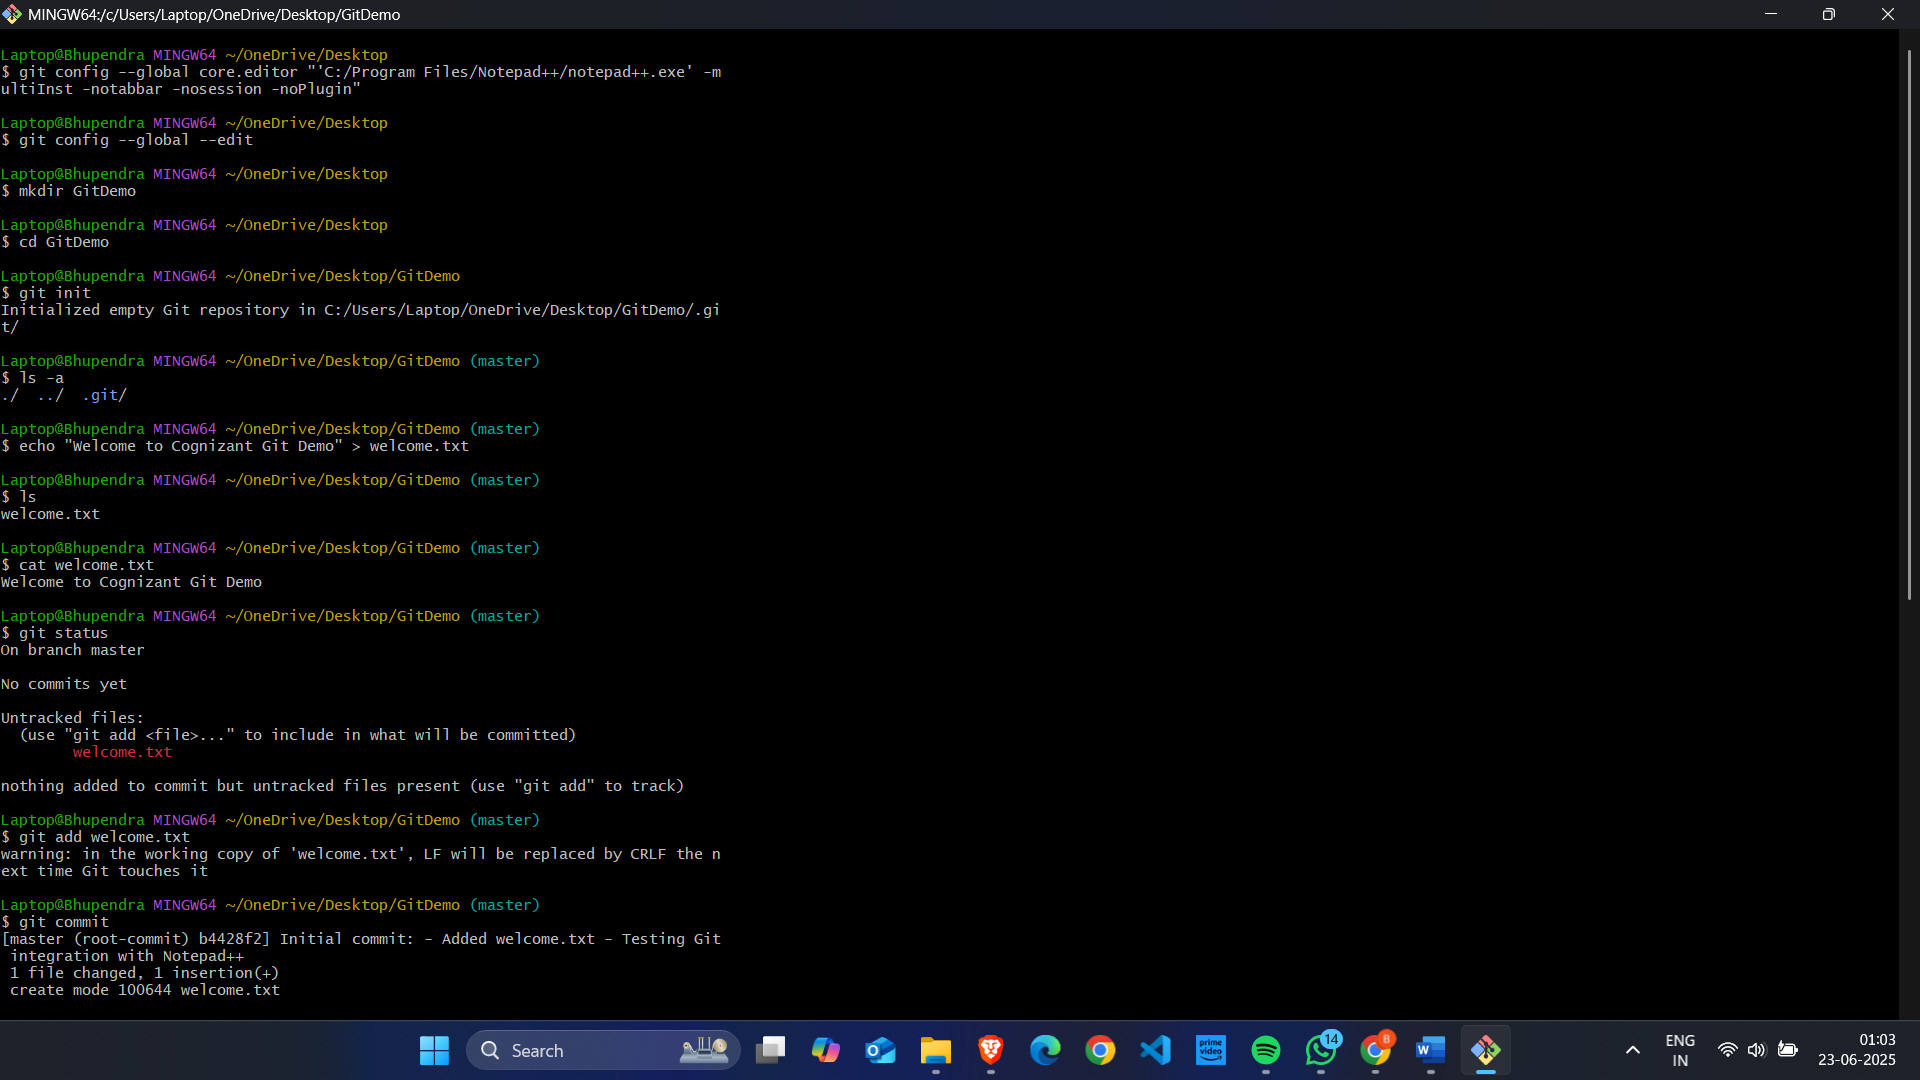 MINGW64:/c/Users/Laptop/OneDrive/Desktop/GitDemo
Laptop@Bhupendra MINGW64 ~/OneDrive/Desktop
$ git config --global core.editor "'C:/Program Files/Notepad++/notepad++.exe' -m
ultiInst -notabbar -nosession -noPlugin"
Laptop@Bhupendra MINGW64 ~/OneDrive/Desktop
$ git config --global --edit
Laptop@Bhupendra MINGW64 ~/OneDrive/Desktop
$ mkdir GitDemo
Laptop@Bhupendra MINGW64 ~/OneDrive/Desktop
$ cd GitDemo
Laptop@Bhupendra MINGW64 ~/OneDrive/Desktop/GitDemo
$ git init
Initialized empty Git repository in C:/Users/Laptop/OneDrive/Desktop/GitDemo/.gi
t/
Laptop@Bhupendra MINGW64 ~/OneDrive/Desktop/GitDemo (master)
$ ls -a
./  ../  .git/
Laptop@Bhupendra MINGW64 ~/OneDrive/Desktop/GitDemo (master)
$ echo "Welcome to Cognizant Git Demo" > welcome.txt
Laptop@Bhupendra MINGW64 ~/OneDrive/Desktop/GitDemo (master)
$ ls
welcome.txt
Laptop@Bhupendra MINGW64 ~/OneDrive/Desktop/GitDemo (master)
$ cat welcome.txt
Welcome to Cognizant Git Demo
Laptop@Bhupendra MINGW64 ~/OneDrive/Desktop/GitDemo (master)
$ git status
On branch master
No commits yet
Untracked files:
  (use "git add <file>..." to include in what will be committed)
        welcome.txt
nothing added to commit but untracked files present (use "git add" to track)
Laptop@Bhupendra MINGW64 ~/OneDrive/Desktop/GitDemo (master)
$ git add welcome.txt
warning: in the working copy of 'welcome.txt', LF will be replaced by CRLF the n
ext time Git touches it
Laptop@Bhupendra MINGW64 ~/OneDrive/Desktop/GitDemo (master)
$ git commit
[master (root-commit) b4428f2] Initial commit: - Added welcome.txt - Testing Git
 integration with Notepad++
 1 file changed, 1 insertion(+)
 create mode 100644 welcome.txt
Search
prime
video
14
B
W
ENG
IN
01:03
23-06-2025